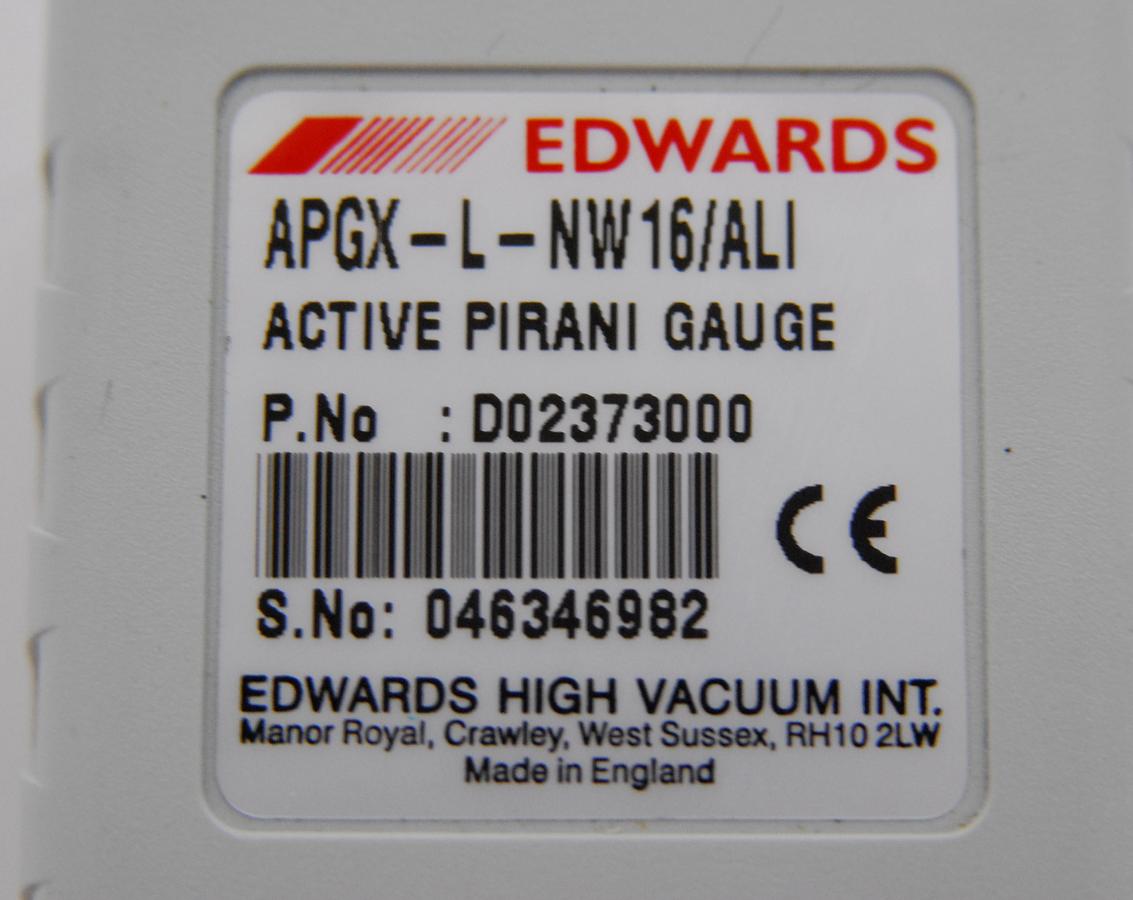 EDWARDS
APGX-L-NW16/ALI
ACTIVE PIRANI GAUGE
P.No : D02373000
CE
S.No: 046346982
EDWARDS HIGH VACUUM INT.
Manor Royal, Crawley, West Sussex, RH10 2LW
Made in England